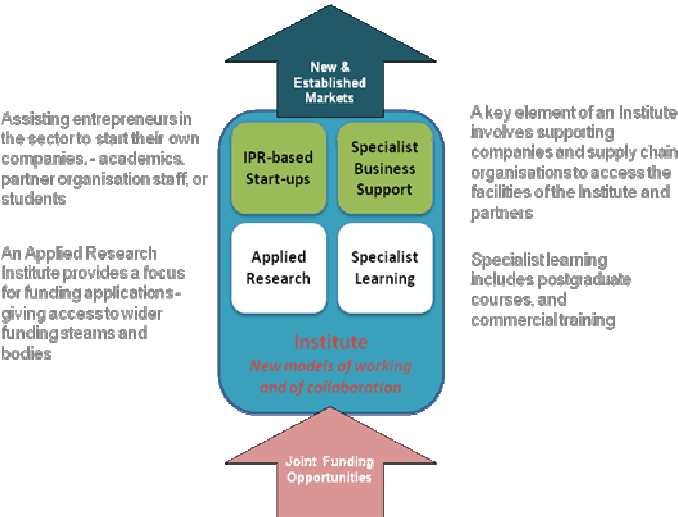 New &
Established
Markets
Assisting entrepreneurs in
the sector to start their own
companies. - academics.
partner organisation staff, or
students
IPR-based
Start-ups
Specialist
Business
Support
A key element of an Institute
involves supporting
companies and supply chain
organisations to access the
facilities of the Institute and
partners
An Applied Research
Institute provides a focus
for funding applications -
giving access to wider
funding steams and
bodies
Applied
Research
Specialist
Learning
Specialist learning
includes postgraduate
courses, and
commercial training
Institute
New models of working
and of collaboration
Joint Funding
Opportunities